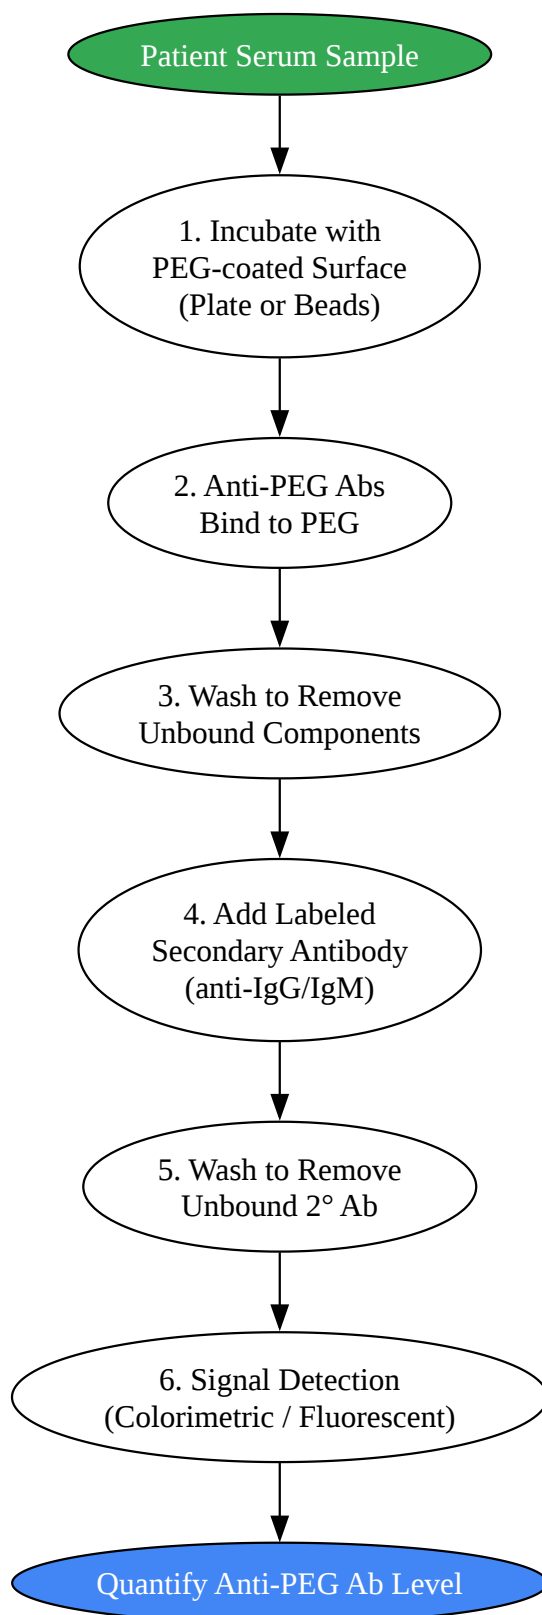 Patient Serum Sample
1. Incubate with
PEG-coated Surface
(Plate or Beads)
2. Anti-PEG Abs
Bind to PEG
3. Wash to Remove
Unbound Components
4. Add Labeled
Secondary Antibody
(anti-IgG/IgM)
5. Wash to Remove
Unbound 2° Ab
6. Signal Detection
(Colorimetric / Fluorescent)
Quantify Anti-PEG Ab Level